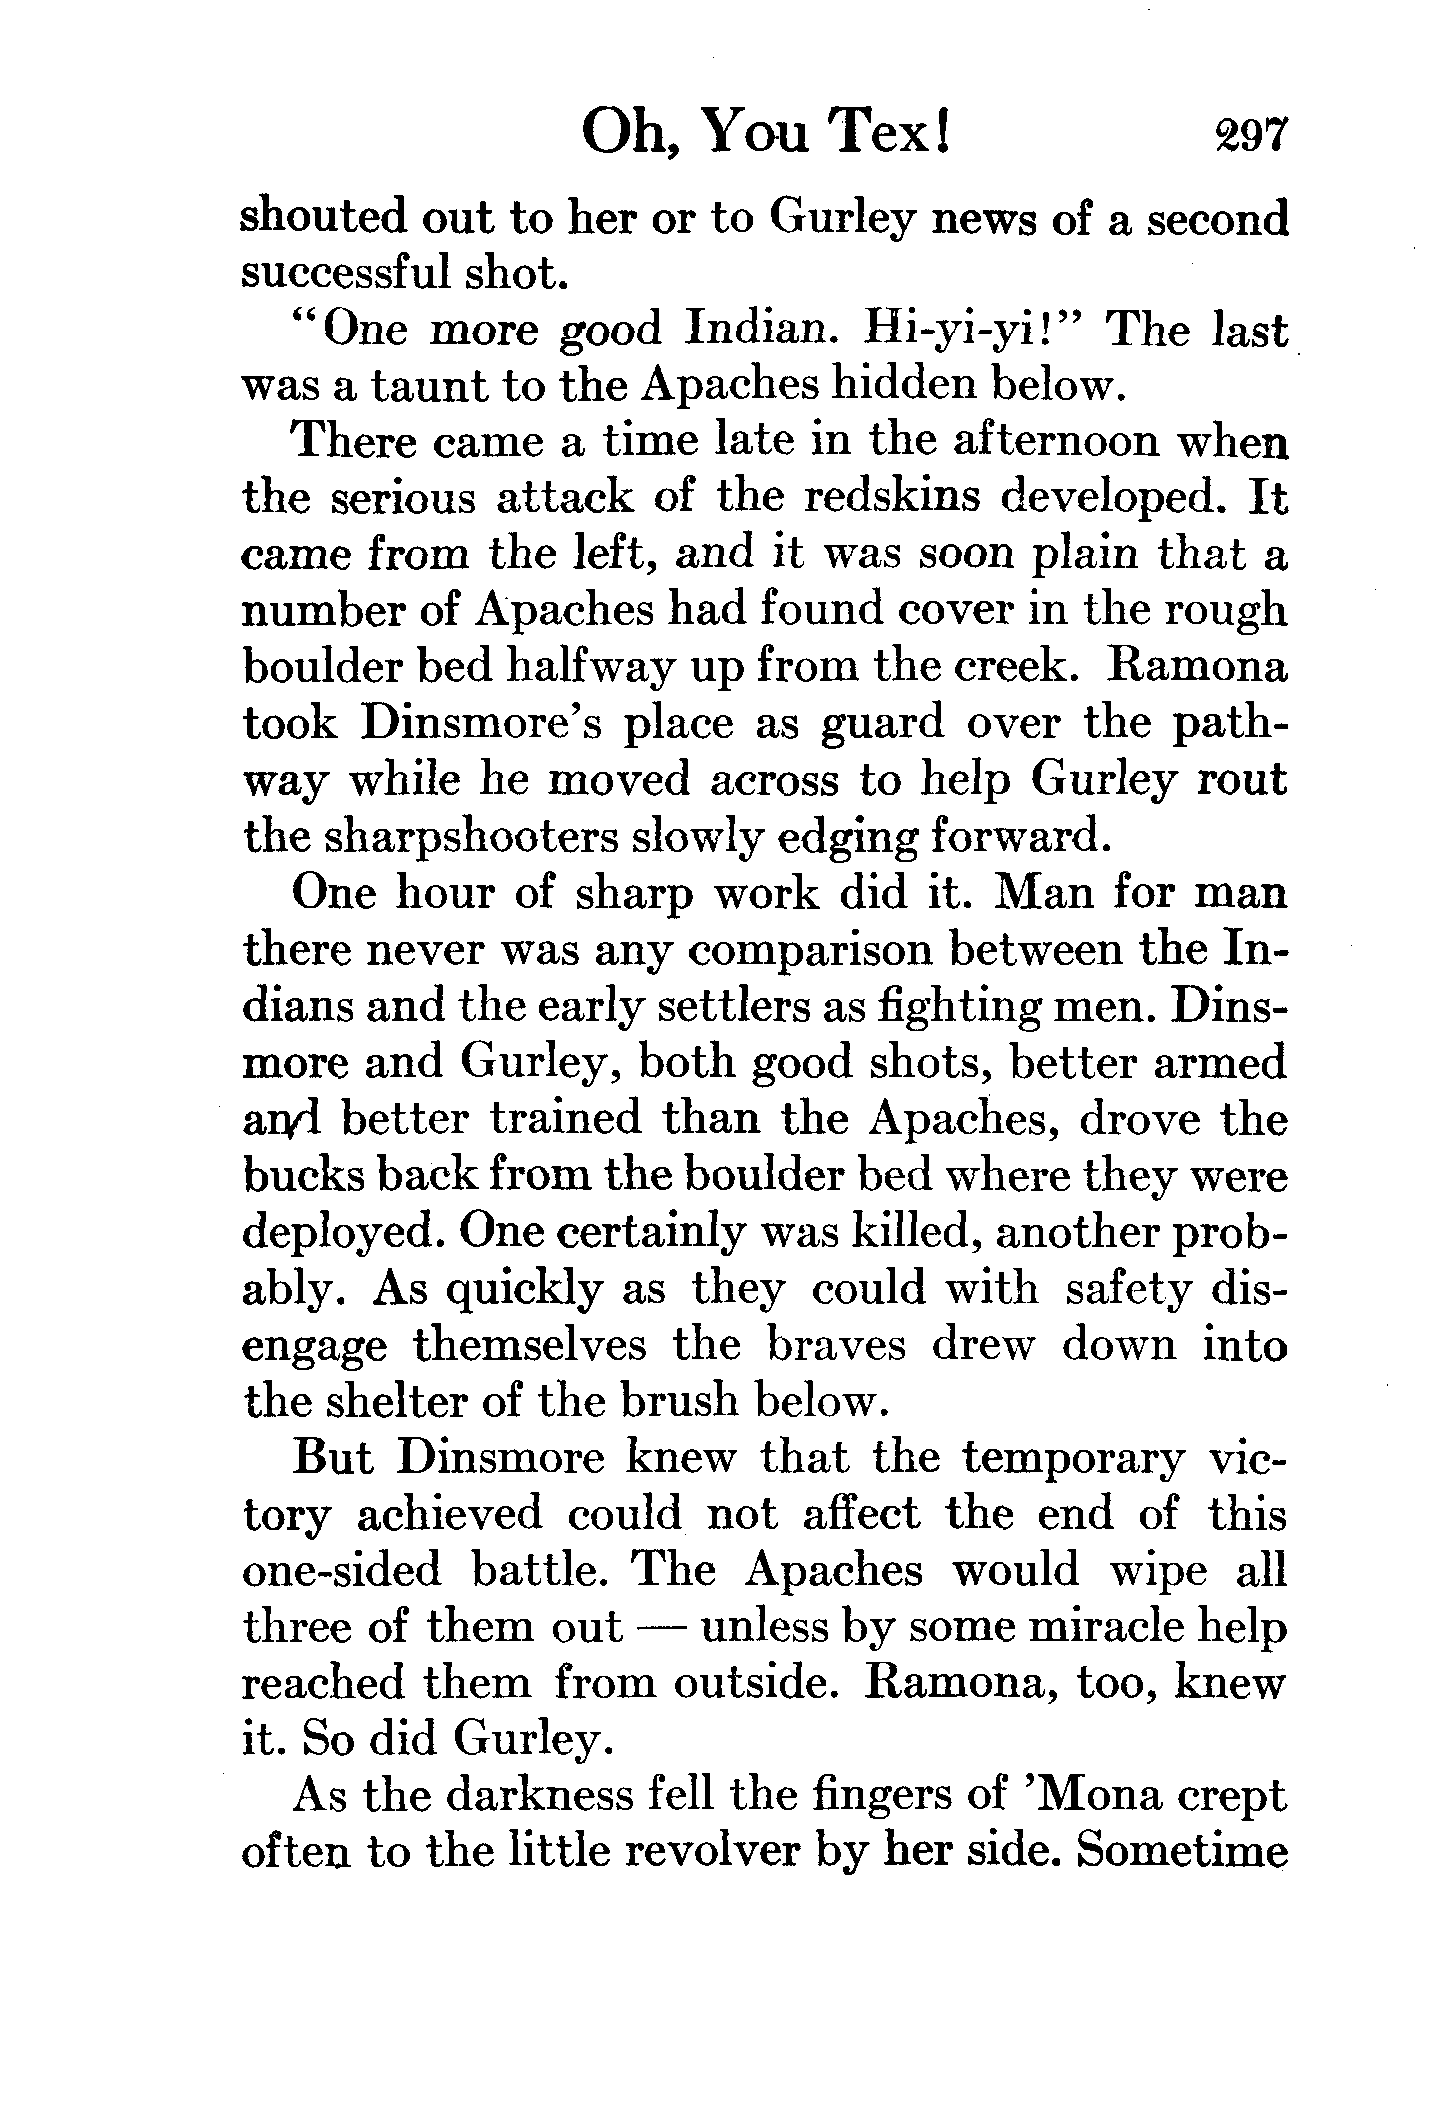 Oh, You Tex! 297
shouted out to her or to Gurley news of a second
successful shot.
"One more good Indian. Hi-yi-yi!" The last
was a taunt to the Apaches hidden below.
There came a time late in the afternoon when
the serious attack of the redskins developed. It
came from the left, and it was soon plain that a
number of Apaches had found cover in the rough
boulder bed halfway up from the creek. Ramona
took Dinsmore's place as guard over the path-
way while he moved across to help Gurley rout
the sharpshooters slowly edging forward.
One hour of sharp work did it. Man for man
there never was any comparison between the In-
dians and the early settlers as fighting men. Dins-
more and Gurley, both good shots, better armed
and better trained than the Apaches, drove the
bucks back from the boulder bed where they were
deployed. One certainly was killed, another prob-
ably. As quickly as they could with safety dis-
engage themselves the braves drew down into
the shelter of the brush below.
But Dinsmore knew that the temporary vic-
tory achieved could not affect the end of this
one-sided battle. The Apaches would wipe all
three of them out — unless by some miracle help
reached them from outside. Ramona, too, knew
it. So did Gurley.
As the darkness fell the fingers of 'Mona crept
often to the little revolver by her side. Sometime